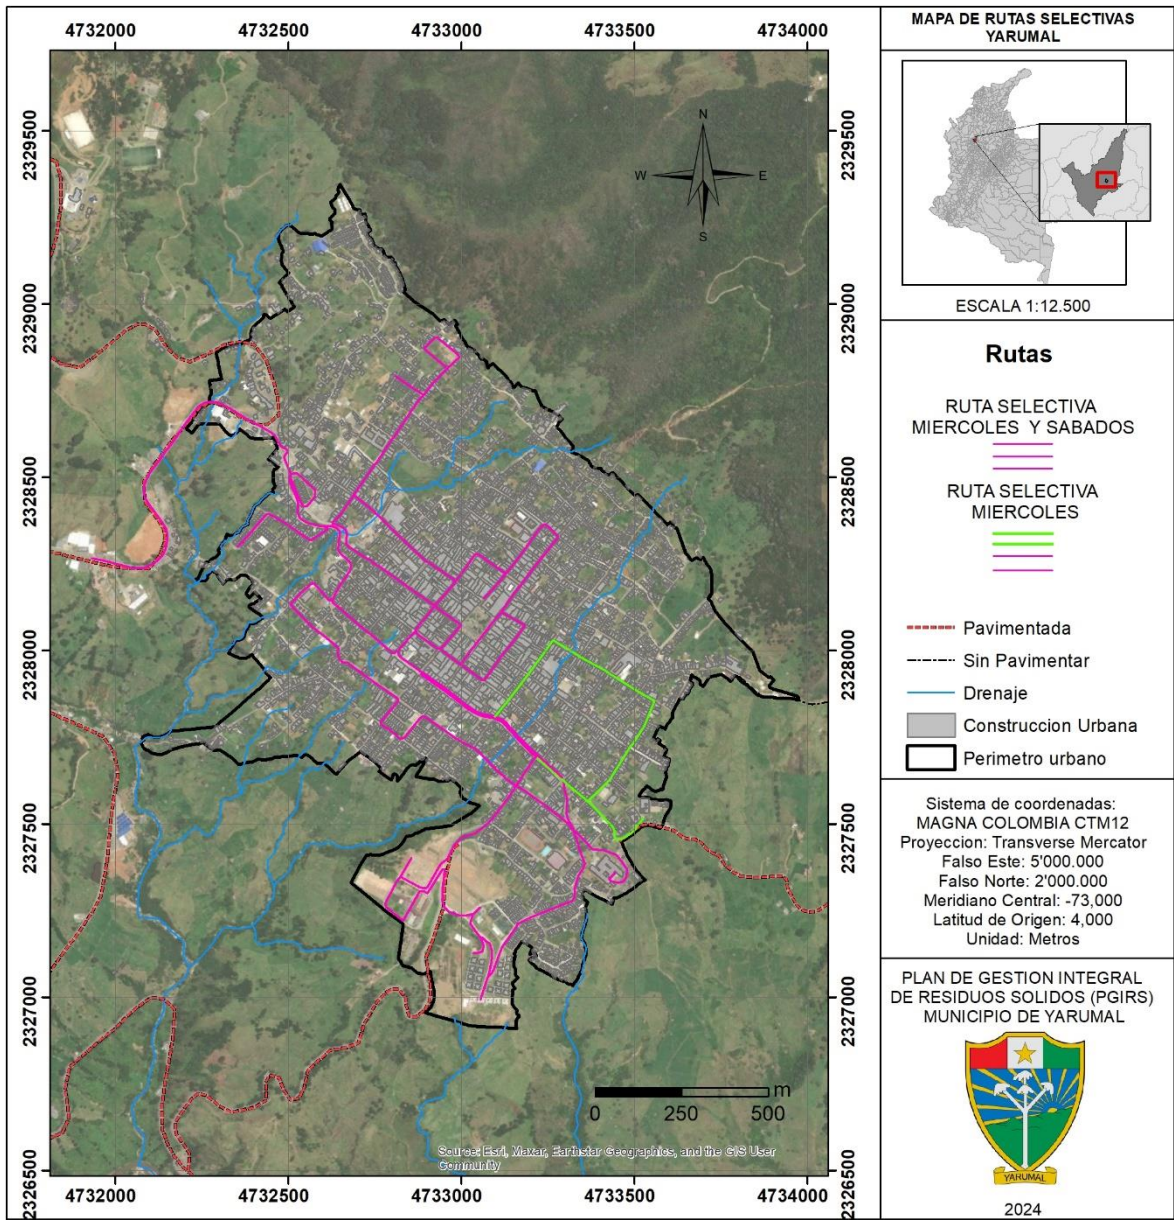 4732000 4732500 4733000 4733500 4734000
2329500 2329500
2329000 2329000
2328500 2328500
2328000 2328000
2327500 2327500
2327000 2327000
2326500 2326500
4732000 4732500 4733000 4733500 4734000
N
W E
S
m
0 250 500
Source: Esri, Maxar, Earthstar Geographics, and the GIS User
Community
MAPA DE RUTAS SELECTIVAS
YARUMAL
ESCALA 1:12.500
Rutas
RUTA SELECTIVA
MIERCOLES Y SABADOS
RUTA SELECTIVA
MIERCOLES
Pavimentada
Sin Pavimentar
Drenaje
Construccion Urbana
Perimetro urbano
Sistema de coordenadas:
MAGNA COLOMBIA CTM12
Proyeccion: Transverse Mercator
Falso Este: 5'000.000
Falso Norte: 2'000.000
Meridiano Central: -73,000
Latitud de Origen: 4,000
Unidad: Metros
PLAN DE GESTION INTEGRAL
DE RESIDUOS SOLIDOS (PGIRS)
MUNICIPIO DE YARUMAL
YARUMAL
2024